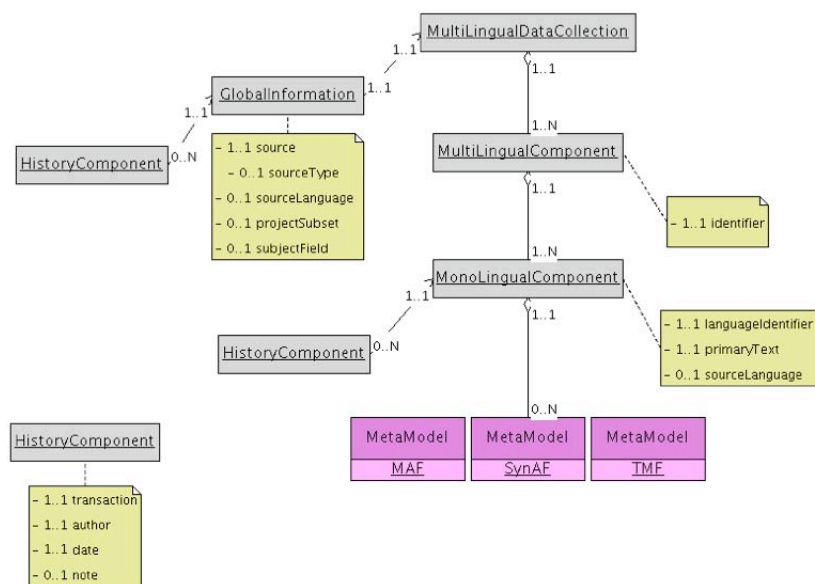 MultiLingualDataCollection
1..1
1..1
1..1
GlobalInformation
1..1
HistoryComponent
0..N
- 1..1 source
- 0..1 sourceType
- 0..1 sourceLanguage
- 0..1 projectSubset
- 0..1 subjectField
1..N
MultiLingualComponent
1..1
- 1..1 identifier
1..N
MonoLingualComponent
1..1
1..1
HistoryComponent
0..N
- 1..1 languageIdentifier
- 1..1 primaryText
- 0..1 sourceLanguage
0..N
MetaModel
MAF
MetaModel
SynAF
MetaModel
TMF
HistoryComponent
- 1..1 transaction
- 1..1 author
- 1..1 date
- 0..1 note